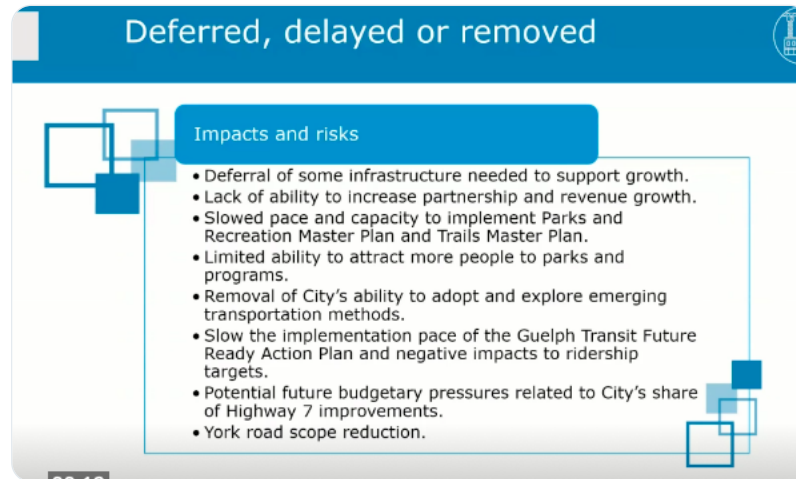 Deferred, delayed or removed
Impacts and risks
• Deferral of some infrastructure needed to support growth.
• Lack of ability to increase partnership and revenue growth.
• Slowed pace and capacity to implement Parks and
Recreation Master Plan and Trails Master Plan.
• Limited ability to attract more people to parks and
programs.
• Removal of City's ability to adopt and explore emerging
transportation methods.
• Slow the implementation pace of the Guelph Transit Future
Ready Action Plan and negative impacts to ridership
targets.
• Potential future budgetary pressures related to City's share
of Highway 7 improvements.
• York road scope reduction.